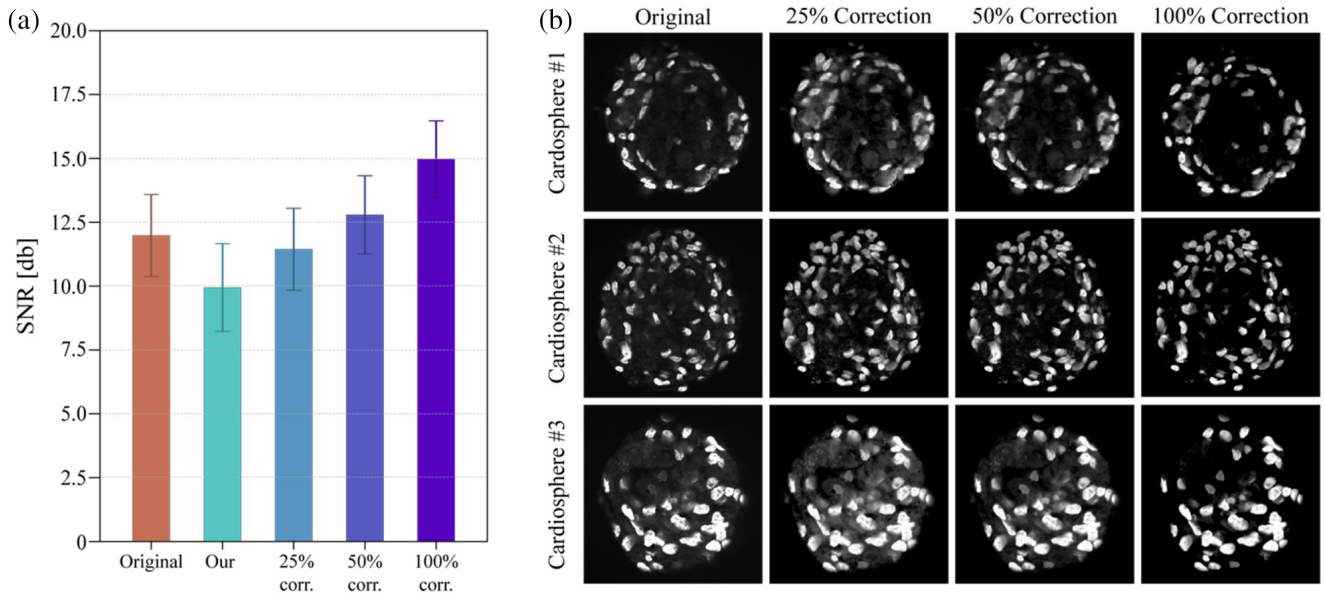 (a)
20.0
17.5
15.0
12.5
10.0
7.5
5.0
2.5
0
SNR [db]
Original
Our
25%
corr.
50%
corr.
100%
corr.
(b)
Original
25% Correction
50% Correction
100% Correction
Cardosphere #1
Cardiosphere #2
Cardiosphere #3